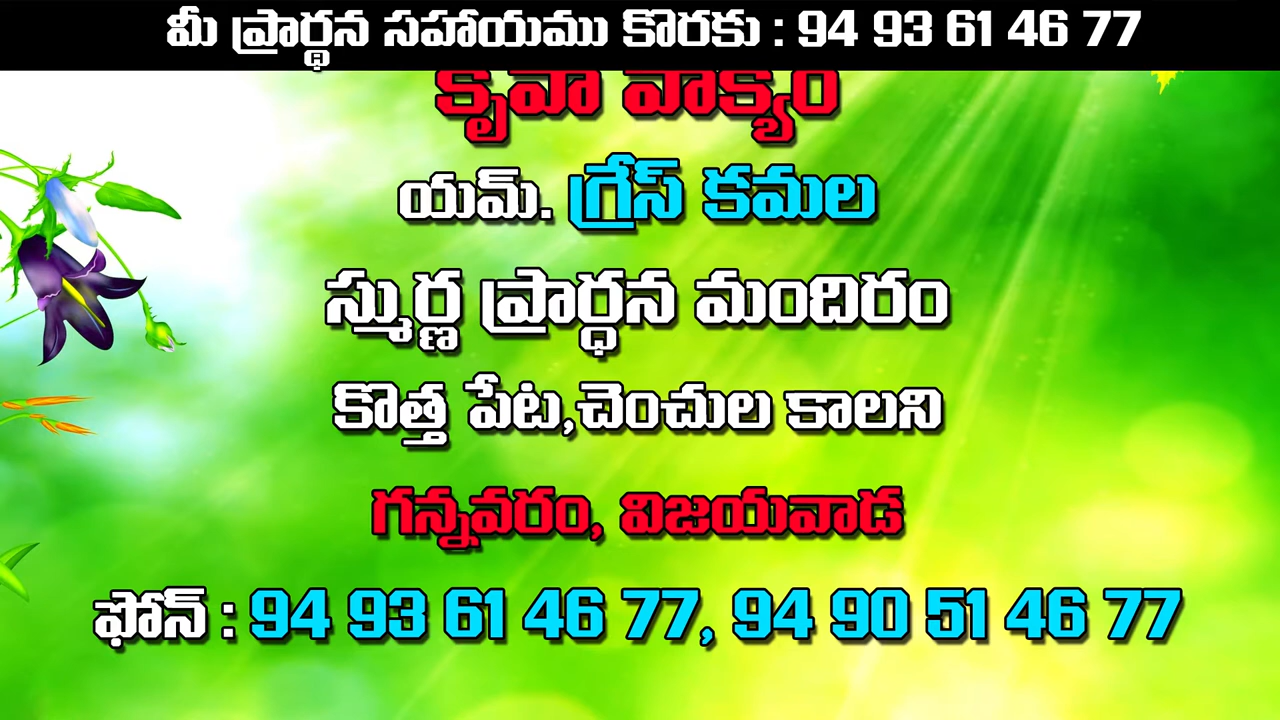 మీ ప్రార్థన సహాయము కొరకు : 94 93 61 46 77
కృపా వాక్యం
యమ్. గ్రేస్ కమల
స్ముర్ణ ప్రార్ధన మందిరం
కొత్త పేట,చెంచుల కాలని
గన్నవరం, విజయవాడ
ఫోన్ : 94 93 61 46 77, 94 90 51 46 77